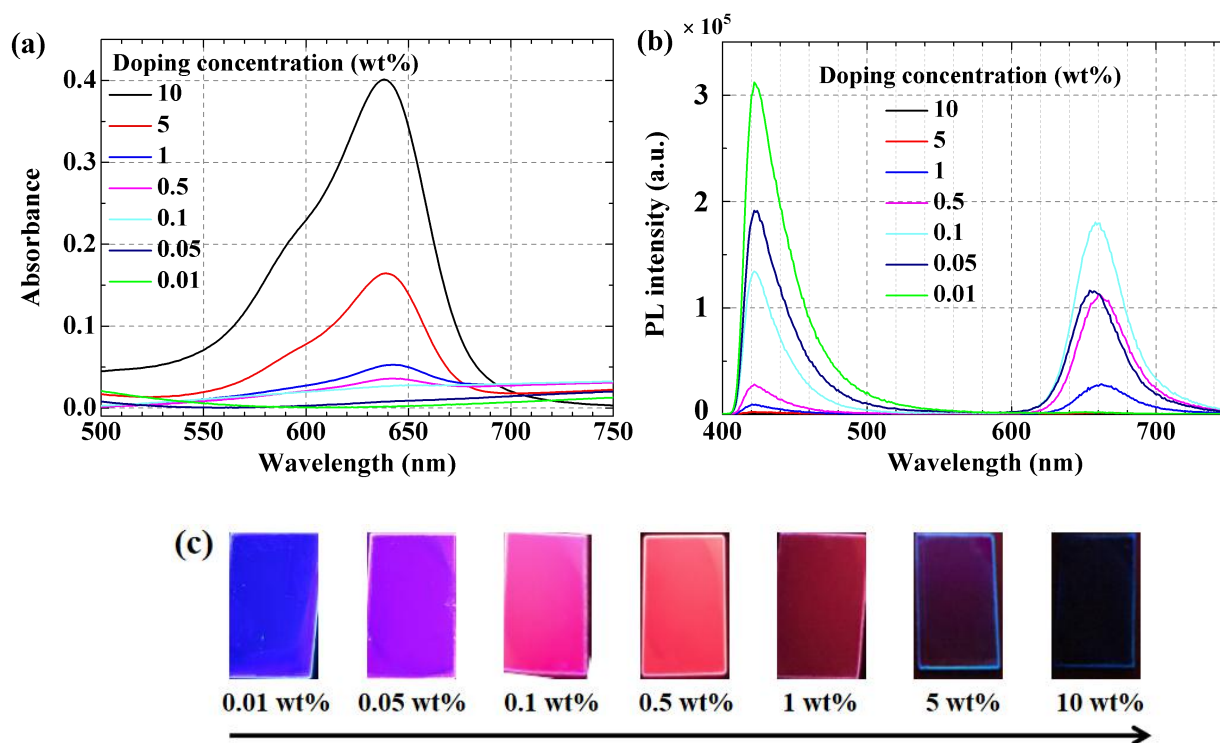 (a)
Doping concentration (wt%)
10
5
1
0.5
0.1
0.05
0.01
0.4
0.3
0.2
0.1
0.0
Absorbance
500 550 600 650 700 750
Wavelength (nm)
(b)
× 10⁵
Doping concentration (wt%)
10
5
1
0.5
0.1
0.05
0.01
3
2
1
0
PL intensity (a.u.)
400 500 600 700
Wavelength (nm)
(c)
0.01 wt% 0.05 wt% 0.1 wt% 0.5 wt% 1 wt% 5 wt% 10 wt%